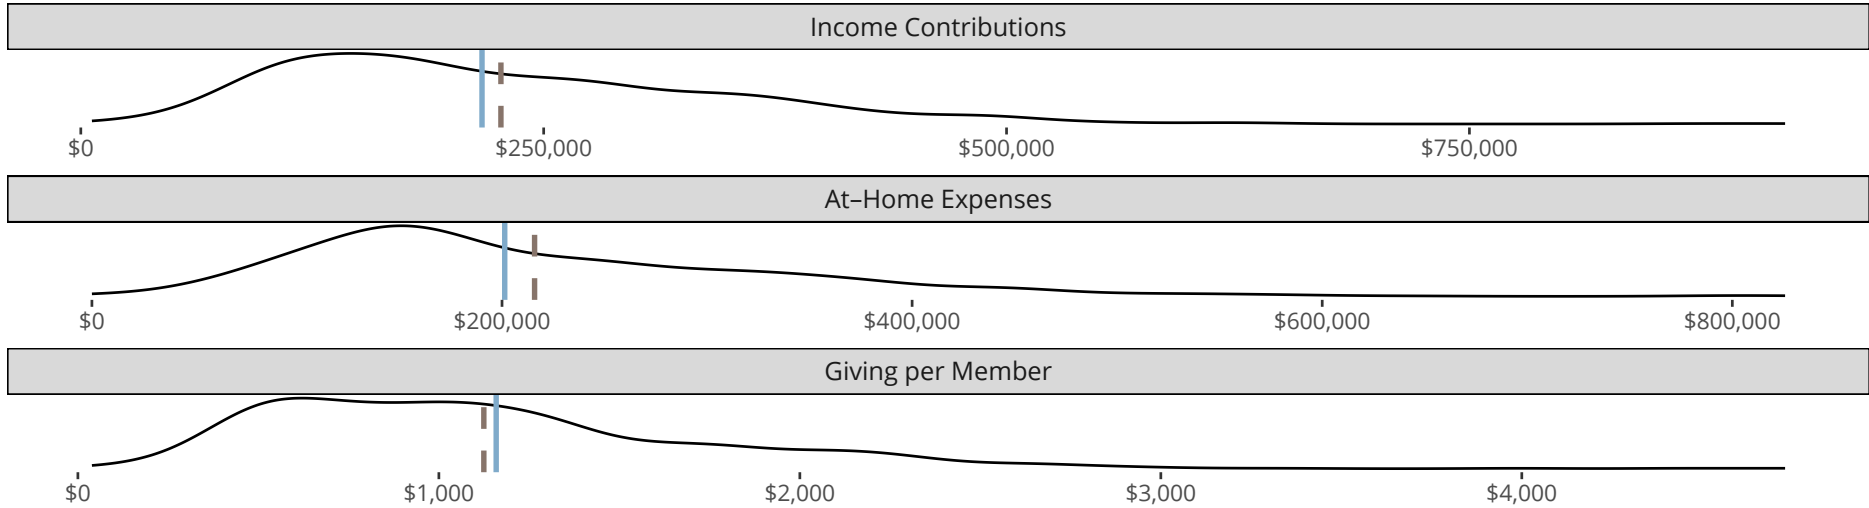 Income Contributions
$0 $250,000 $500,000 $750,000
At–Home Expenses
$0 $200,000 $400,000 $600,000 $800,000
Giving per Member
$0 $1,000 $2,000 $3,000 $4,000